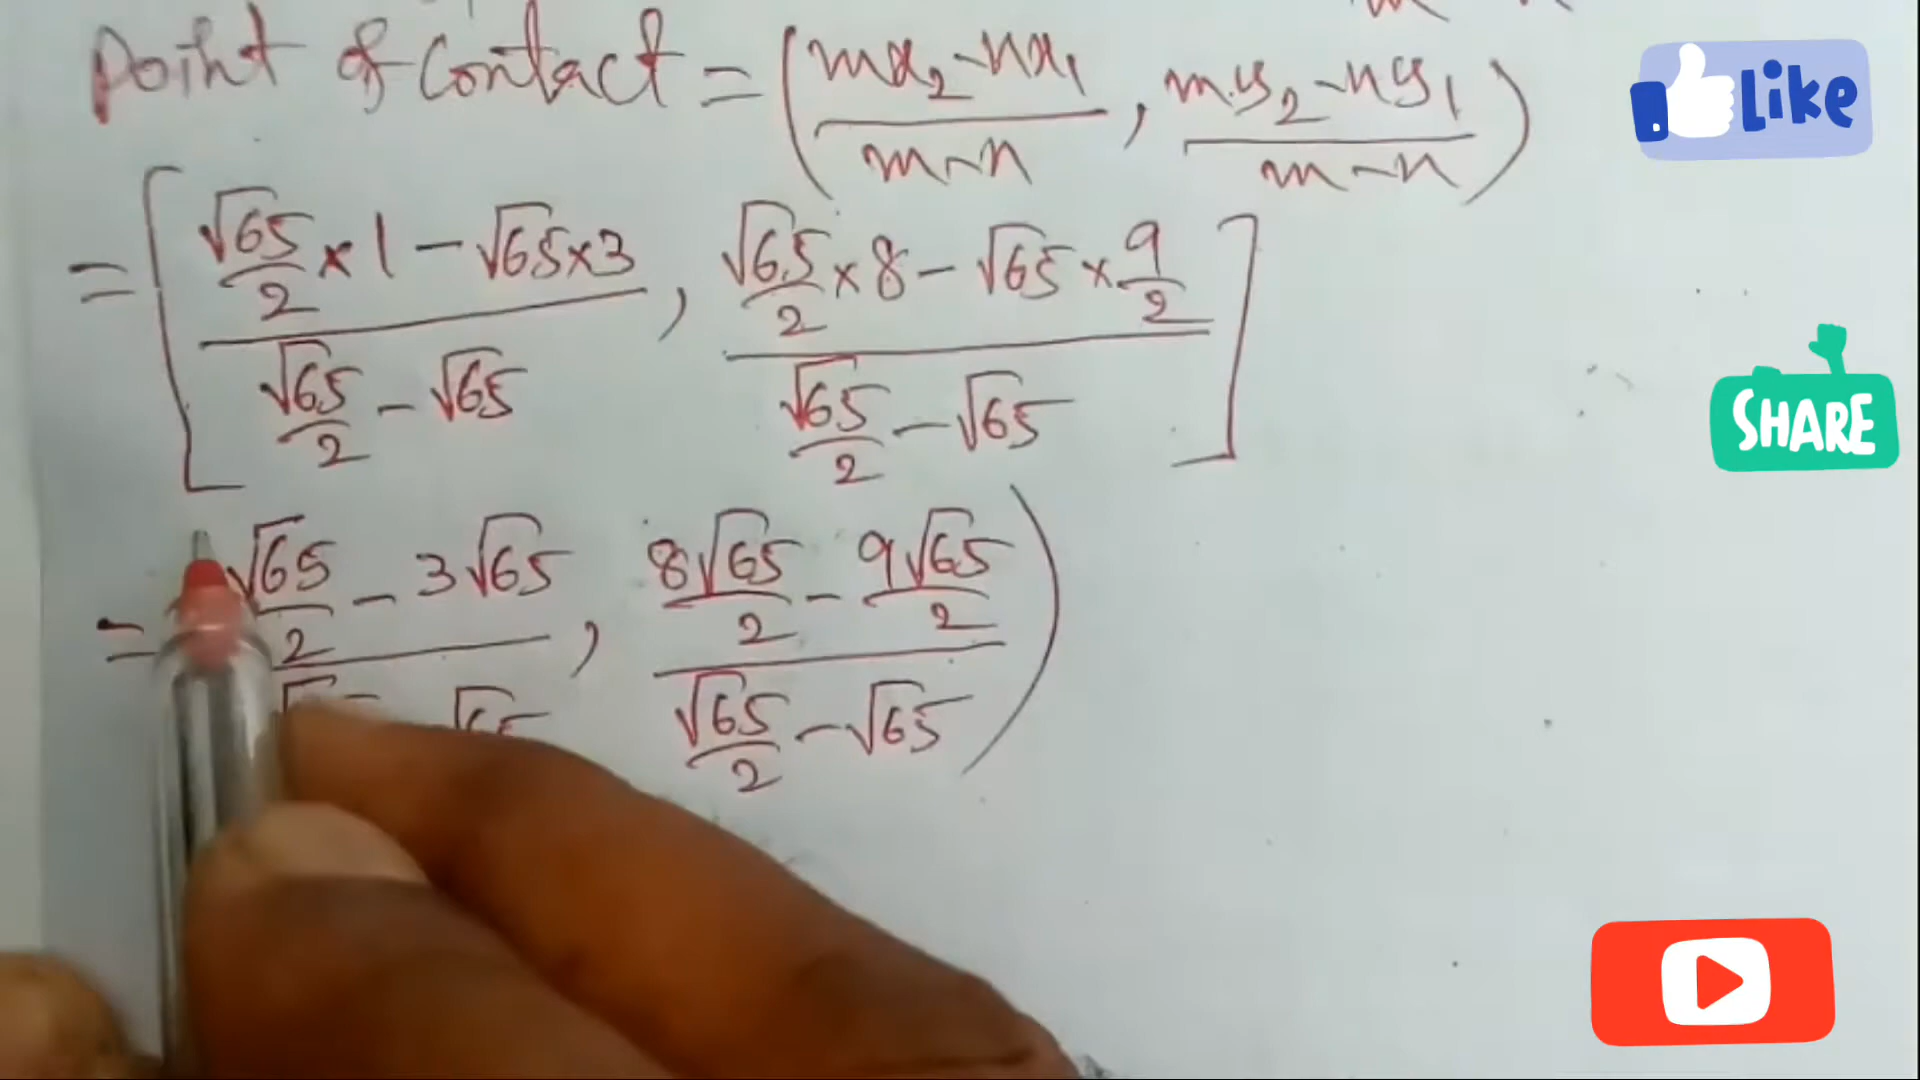 Point of Contact = ( mx₂-nx₁ / m-n , my₂-ny₁ / m-n )
= [ √65/2 × 1 - √65×3 / √65/2 - √65 , √65/2 × 8 - √65 × 9/2 / √65/2 - √65 ]
= √65/2 - 3√65 / √65 , 8√65/2 - 9√65/2 / √65/2 - √65 )
Like
SHARE